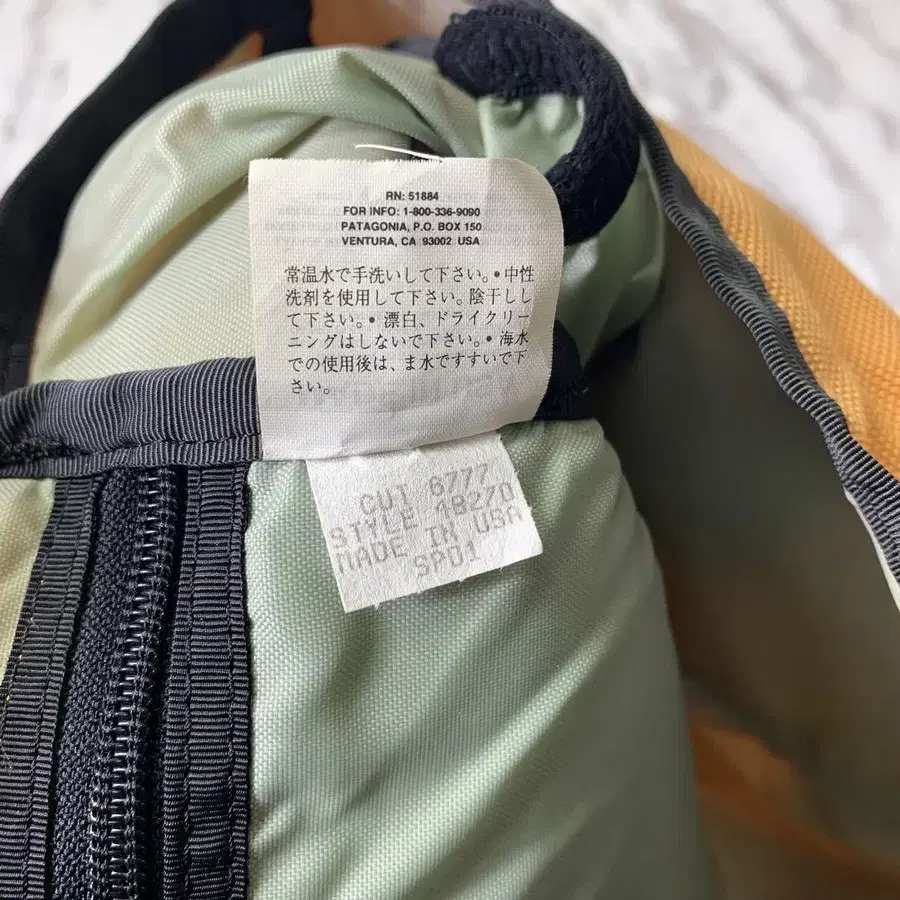 RN: 51884
FOR INFO: 1-800-336-9090
PATAGONIA, P.O. BOX 150
VENTURA, CA 93002 USA
常温水で手洗いして下さい。• 中性
洗剤を使用して下さい。陰干しし
て下さい。• 漂白、ドライクリー
ニングはしないで下さい。• 海水
での使用後は、ま水ですすいで下
さい。
CUT 6777
STYLE 48270
MADE IN USA
SP01